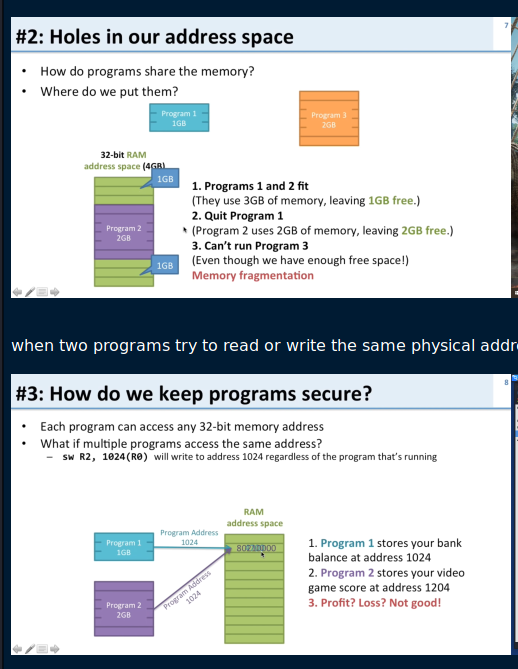 7
#2: Holes in our address space
• How do programs share the memory?
• Where do we put them?
Program 1
1GB
Program 3
2GB
32-bit RAM
address space (4GB)
1GB
Program 2
2GB
1GB
1. Programs 1 and 2 fit
(They use 3GB of memory, leaving 1GB free.)
2. Quit Program 1
(Program 2 uses 2GB of memory, leaving 2GB free.)
3. Can't run Program 3
(Even though we have enough free space!)
Memory fragmentation
when two programs try to read or write the same physical addre
8
#3: How do we keep programs secure?
• Each program can access any 32-bit memory address
• What if multiple programs access the same address?
– sw R2, 1024(R0) will write to address 1024 regardless of the program that's running
RAM
address space
Program 1
1GB
Program Address
1024
Program 2
2GB
Program Address
1024
1. Program 1 stores your bank
balance at address 1024
2. Program 2 stores your video
game score at address 1204
3. Profit? Loss? Not good!